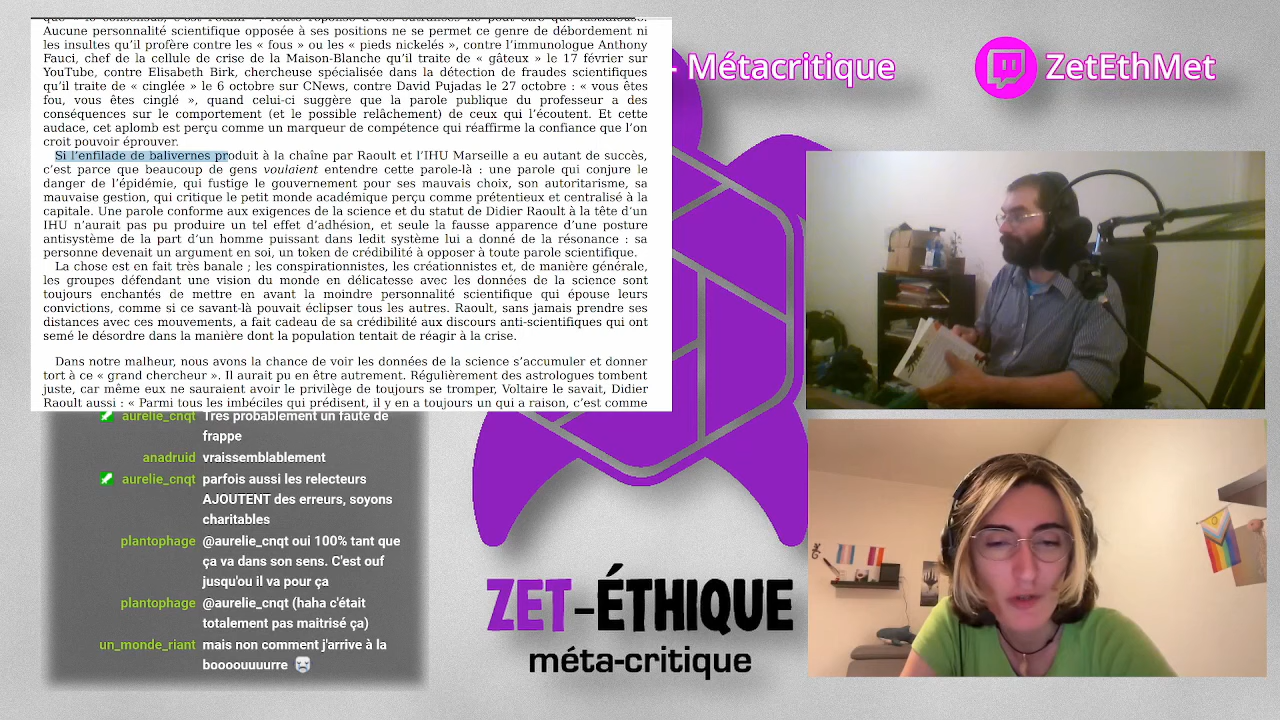 que « le consensus, c'est Pétain ». Toute réponse à ces outrances ne peut être que fastidieuse.
Aucune personnalité scientifique opposée à ses positions ne se permet ce genre de débordement ni
les insultes qu'il profère contre les « fous » ou les « pieds nickelés », contre l'immunologue Anthony
Fauci, chef de la cellule de crise de la Maison-Blanche qu'il traite de « gâteux » le 17 février sur
YouTube, contre Elisabeth Birk, chercheuse spécialisée dans la détection de fraudes scientifiques
qu'il traite de « cinglée » le 6 octobre sur CNews, contre David Pujadas le 27 octobre : « vous êtes
fou, vous êtes cinglé », quand celui-ci suggère que la parole publique du professeur a des
conséquences sur le comportement (et le possible relâchement) de ceux qui l'écoutent. Et cette
audace, cet aplomb est perçu comme un marqueur de compétence qui réaffirme la confiance que l'on
croit pouvoir éprouver.
Si l'enfilade de balivernes produit à la chaîne par Raoult et l'IHU Marseille a eu autant de succès,
c'est parce que beaucoup de gens voulaient entendre cette parole-là : une parole qui conjure le
danger de l'épidémie, qui fustige le gouvernement pour ses mauvais choix, son autoritarisme, sa
mauvaise gestion, qui critique le petit monde académique perçu comme prétentieux et centralisé à la
capitale. Une parole conforme aux exigences de la science et du statut de Didier Raoult à la tête d'un
IHU n'aurait pas pu produire un tel effet d'adhésion, et seule la fausse apparence d'une posture
antisystème de la part d'un homme puissant dans ledit système lui a donné de la résonance : sa
personne devenait un argument en soi, un token de crédibilité à opposer à toute parole scientifique.
La chose est en fait très banale ; les conspirationnistes, les créationnistes et, de manière générale,
les groupes défendant une vision du monde en délicatesse avec les données de la science sont
toujours enchantés de mettre en avant la moindre personnalité scientifique qui épouse leurs
convictions, comme si ce savant-là pouvait éclipser tous les autres. Raoult, sans jamais prendre ses
distances avec ces mouvements, a fait cadeau de sa crédibilité aux discours anti-scientifiques qui ont
semé le désordre dans la manière dont la population tentait de réagir à la crise.
Dans notre malheur, nous avons la chance de voir les données de la science s'accumuler et donner
tort à ce « grand chercheur ». Il aurait pu en être autrement. Régulièrement des astrologues tombent
juste, car même eux ne sauraient avoir le privilège de toujours se tromper, Voltaire le savait, Didier
Raoult aussi : « Parmi tous les imbéciles qui prédisent, il y en a toujours un qui a raison, c'est comme
- Métacritique
ZetEthMet
aurelie_cnqt Très probablement un faute de
frappe
anadruid vraissemblablement
aurelie_cnqt parfois aussi les relecteurs
AJOUTENT des erreurs, soyons
charitables
plantophage @aurelie_cnqt oui 100% tant que
ça va dans son sens. C'est ouf
jusqu'ou il va pour ça
plantophage @aurelie_cnqt (haha c'était
totalement pas maitrisé ça)
un_monde_riant mais non comment j'arrive à la
boooouuuurre
ZET-ÉTHIQUE
méta-critique